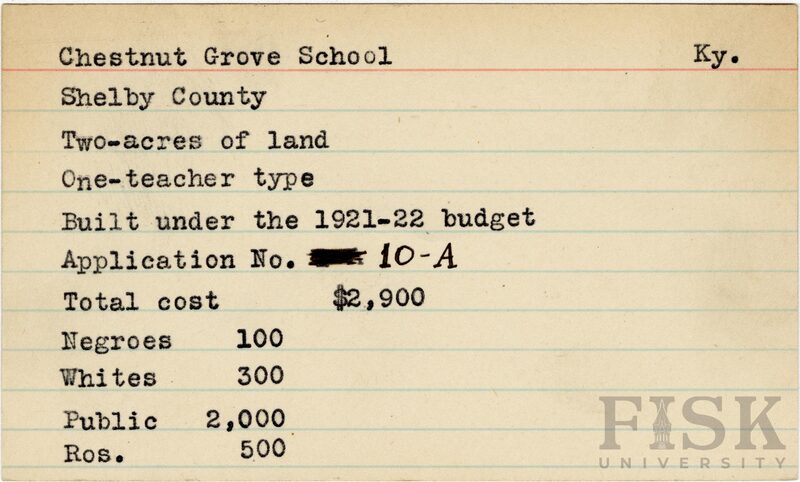 Chestnut Grove School Ky.
Shelby County
Two-acres of land
One-teacher type
Built under the 1921-22 budget
Application No. 10-A
Total cost $2,900
Negroes 100
Whites 300
Public 2,000
Ros. 500
FISK
UNIVERSITY